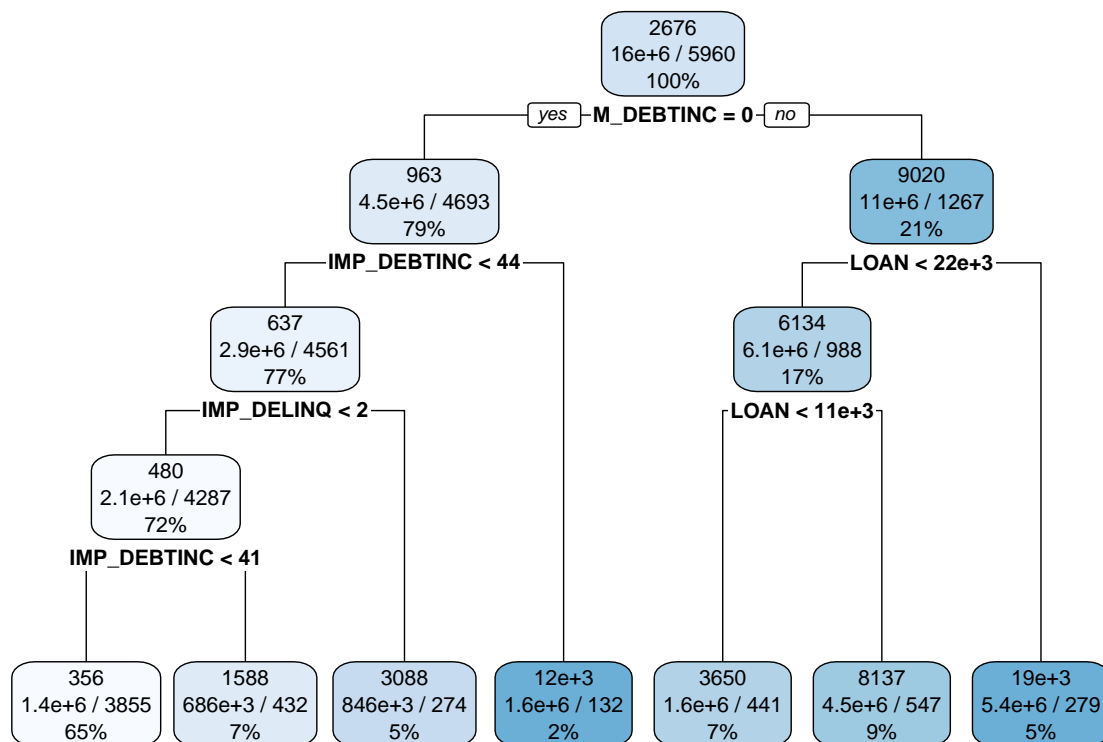 2676
16e+6 / 5960
100%
yes M_DEBTINC = 0 no
963
4.5e+6 / 4693
79%
9020
11e+6 / 1267
21%
IMP_DEBTINC < 44
LOAN < 22e+3
637
2.9e+6 / 4561
77%
6134
6.1e+6 / 988
17%
IMP_DELINQ < 2
LOAN < 11e+3
480
2.1e+6 / 4287
72%
IMP_DEBTINC < 41
356
1.4e+6 / 3855
65%
1588
686e+3 / 432
7%
3088
846e+3 / 274
5%
12e+3
1.6e+6 / 132
2%
3650
1.6e+6 / 441
7%
8137
4.5e+6 / 547
9%
19e+3
5.4e+6 / 279
5%